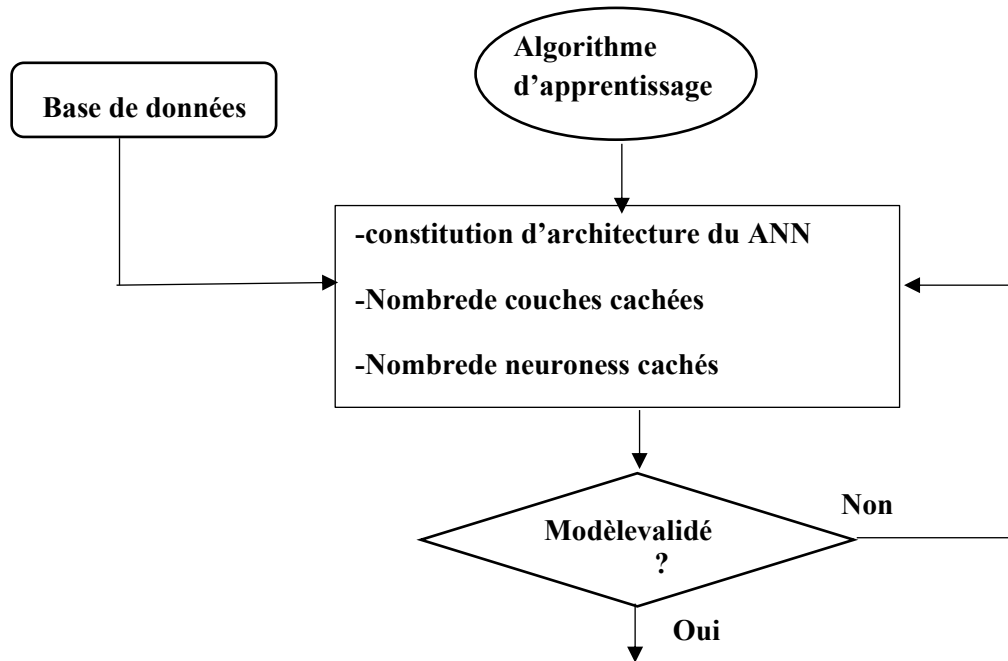 Algorithme
d’apprentissage
Base de données
-constitution d’architecture du ANN
-Nombrede couches cachées
-Nombrede neuroness cachés
Non
Modèlevalidé
?
Oui